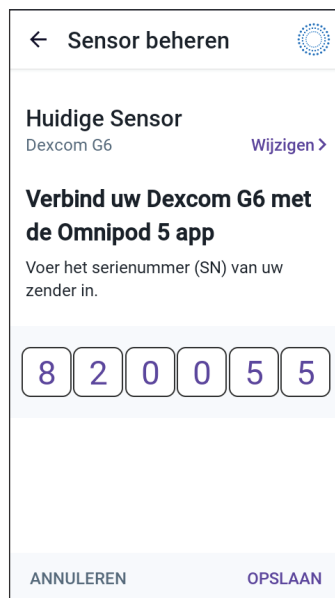 Sensor beheren
Huidige Sensor
Dexcom G6
Wijzigen >
Verbind uw Dexcom G6 met
de Omnipod 5 app
Voer het serienummer (SN) van uw
zender in.
8 2 0 0 5 5
ANNULEREN
OPSLAAN